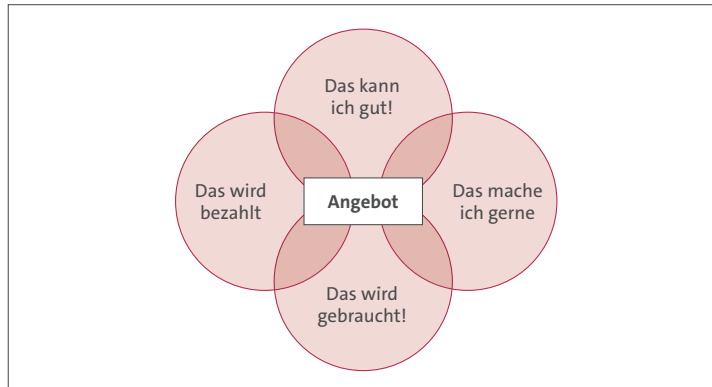 Das kann
ich gut!
Das wird
bezahlt
Angebot
Das mache
ich gerne
Das wird
gebraucht!